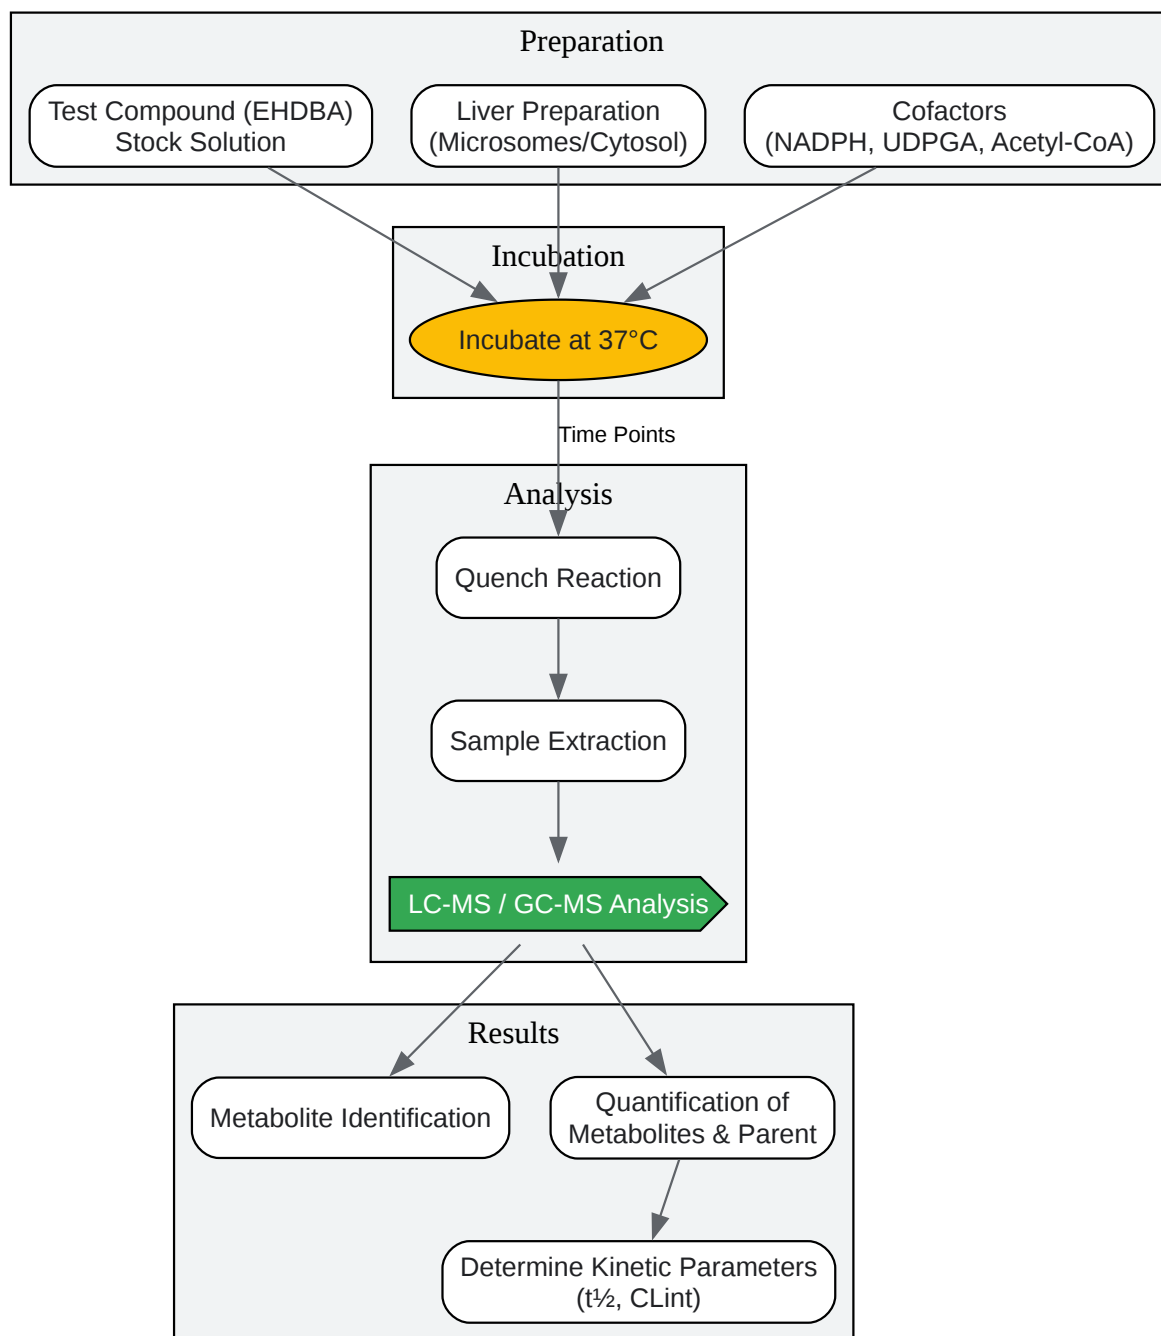 Preparation
Test Compound (EHDBA)
Stock Solution
Liver Preparation
(Microsomes/Cytosol)
Cofactors
(NADPH, UDPGA, Acetyl-CoA)
Incubation
Incubate at 37°C
Time Points
Analysis
Quench Reaction
Sample Extraction
LC-MS / GC-MS Analysis
Results
Metabolite Identification
Quantification of
Metabolites & Parent
Determine Kinetic Parameters
(t½, CLint)